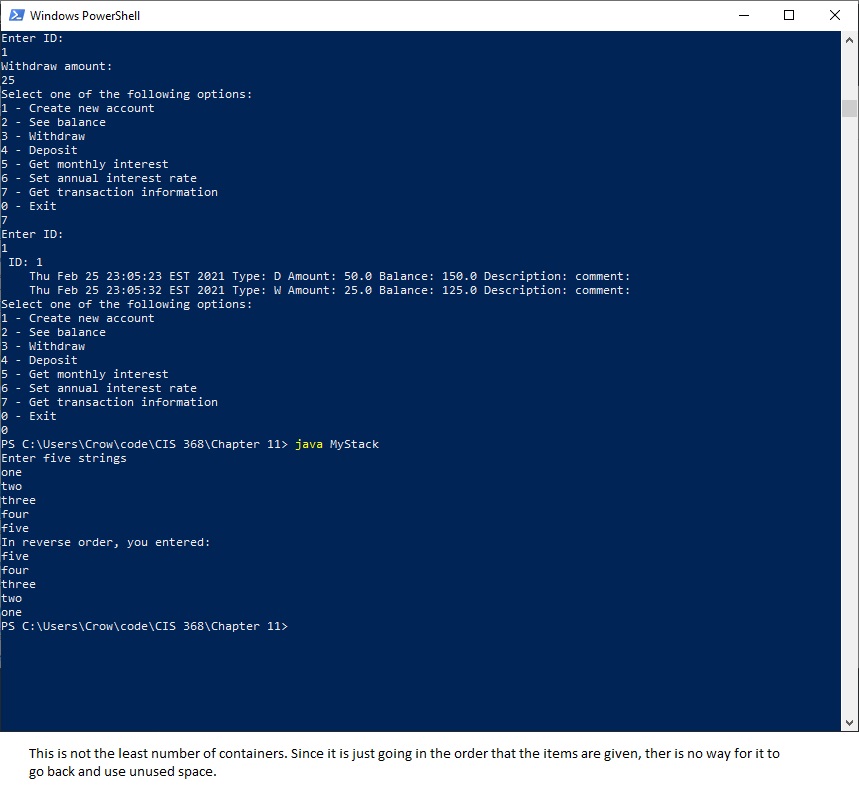 Windows PowerShell
Enter ID:
1
Withdraw amount:
25
Select one of the following options:
1 - Create new account
2 - See balance
3 - Withdraw
4 - Deposit
5 - Get monthly interest
6 - Set annual interest rate
7 - Get transaction information
0 - Exit
7
Enter ID:
1
 ID: 1
    Thu Feb 25 23:05:23 EST 2021 Type: D Amount: 50.0 Balance: 150.0 Description: comment:
    Thu Feb 25 23:05:32 EST 2021 Type: W Amount: 25.0 Balance: 125.0 Description: comment:
Select one of the following options:
1 - Create new account
2 - See balance
3 - Withdraw
4 - Deposit
5 - Get monthly interest
6 - Set annual interest rate
7 - Get transaction information
0 - Exit
0
PS C:\Users\Crow\code\CIS 368\Chapter 11> java MyStack
Enter five strings
one
two
three
four
five
In reverse order, you entered:
five
four
three
two
one
PS C:\Users\Crow\code\CIS 368\Chapter 11>
This is not the least number of containers. Since it is just going in the order that the items are given, ther is no way for it to
go back and use unused space.